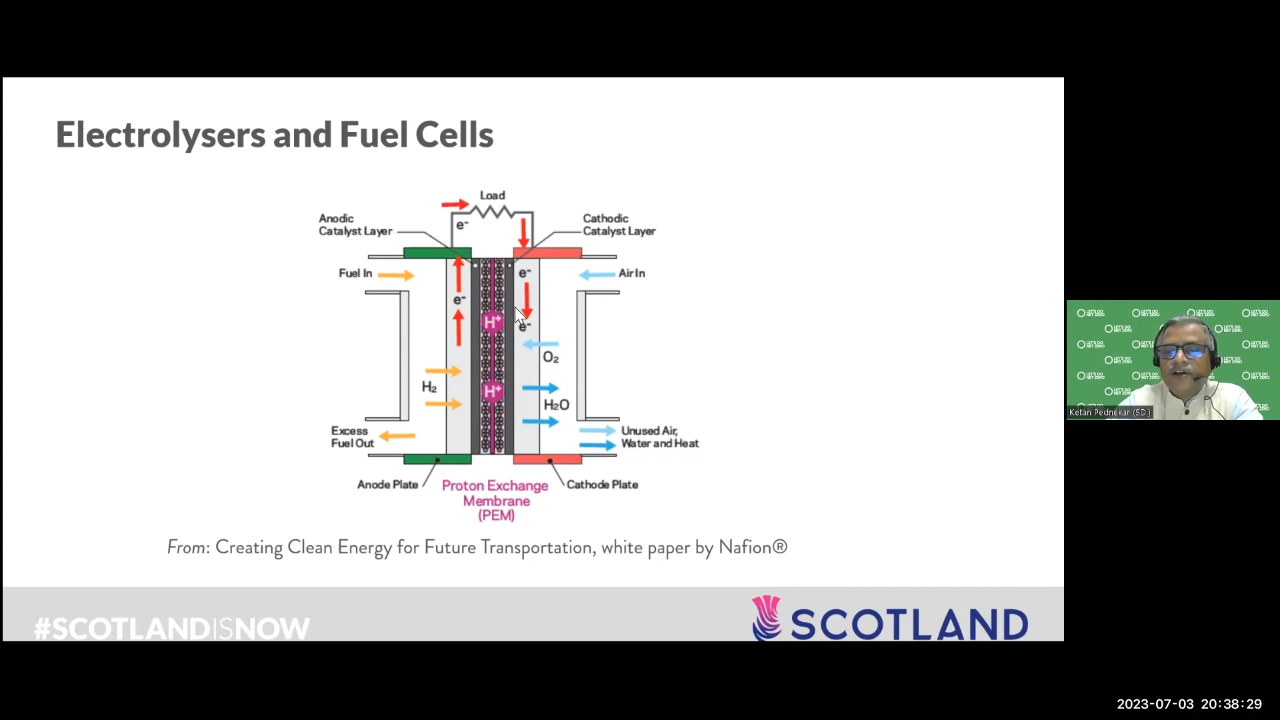 Electrolysers and Fuel Cells
Load
Anodic
Catalyst Layer
Cathodic
Catalyst Layer
e-
Fuel In
Air In
e-
e-
H+
e-
O₂
H₂
H+
H₂O
Excess
Fuel Out
Unused Air,
Water and Heat
Anode Plate
Proton Exchange
Membrane
(PEM)
Cathode Plate
From: Creating Clean Energy for Future Transportation, white paper by Nafion®
#SCOTLANDISNOW
SCOTLAND
Ketan Pednekar (SDI)
2023-07-03 20:38:29